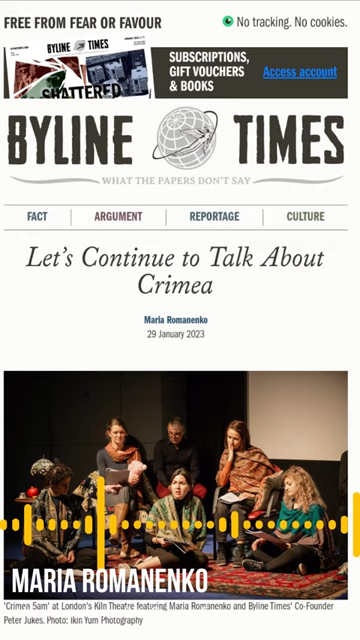 FREE FROM FEAR OR FAVOUR
No tracking. No cookies.
BYLINE TIMES
SHATTERED
SUBSCRIPTIONS,
GIFT VOUCHERS
& BOOKS
Access account
BYLINE TIMES
WHAT THE PAPERS DON'T SAY
FACT
ARGUMENT
REPORTAGE
CULTURE
Let's Continue to Talk About
Crimea
Maria Romanenko
29 January 2023
MARIA ROMANENKO
'Crimea 5am' at London's Kiln Theatre featuring Maria Romanenko and Byline Times' Co-Founder
Peter Jukes. Photo: Ikin Yum Photography